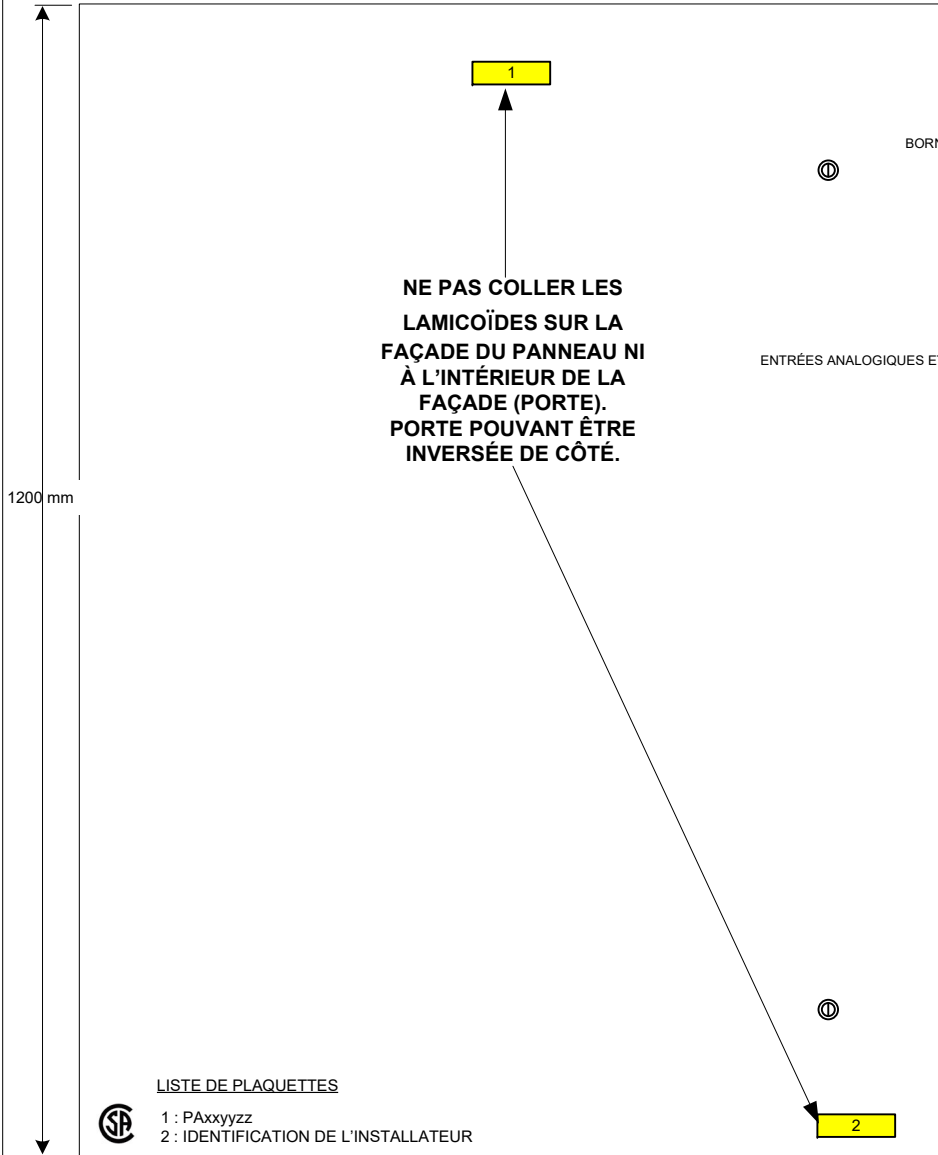 1
BORN
NE PAS COLLER LES
LAMICOÏDES SUR LA
FAÇADE DU PANNEAU NI
À L'INTÉRIEUR DE LA
FAÇADE (PORTE).
PORTE POUVANT ÊTRE
INVERSÉE DE CÔTÉ.
ENTRÉES ANALOGIQUES ET
1200 mm
LISTE DE PLAQUETTES
1 : PAxxyyzz
2 : IDENTIFICATION DE L'INSTALLATEUR
2